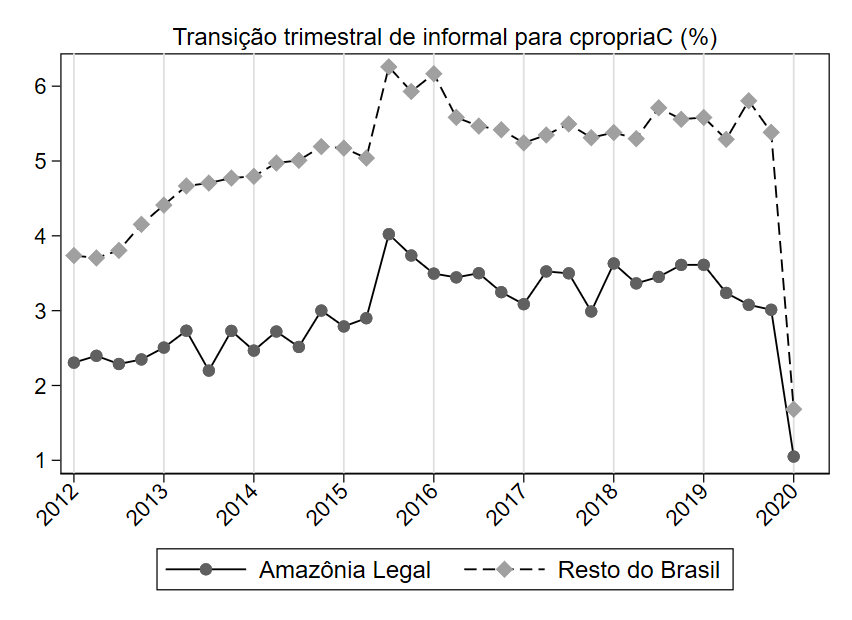 Transição trimestral de informal para cpropriaC (%)
6
5
4
3
2
1
2012 2013 2014 2015 2016 2017 2018 2019 2020
Amazônia Legal Resto do Brasil